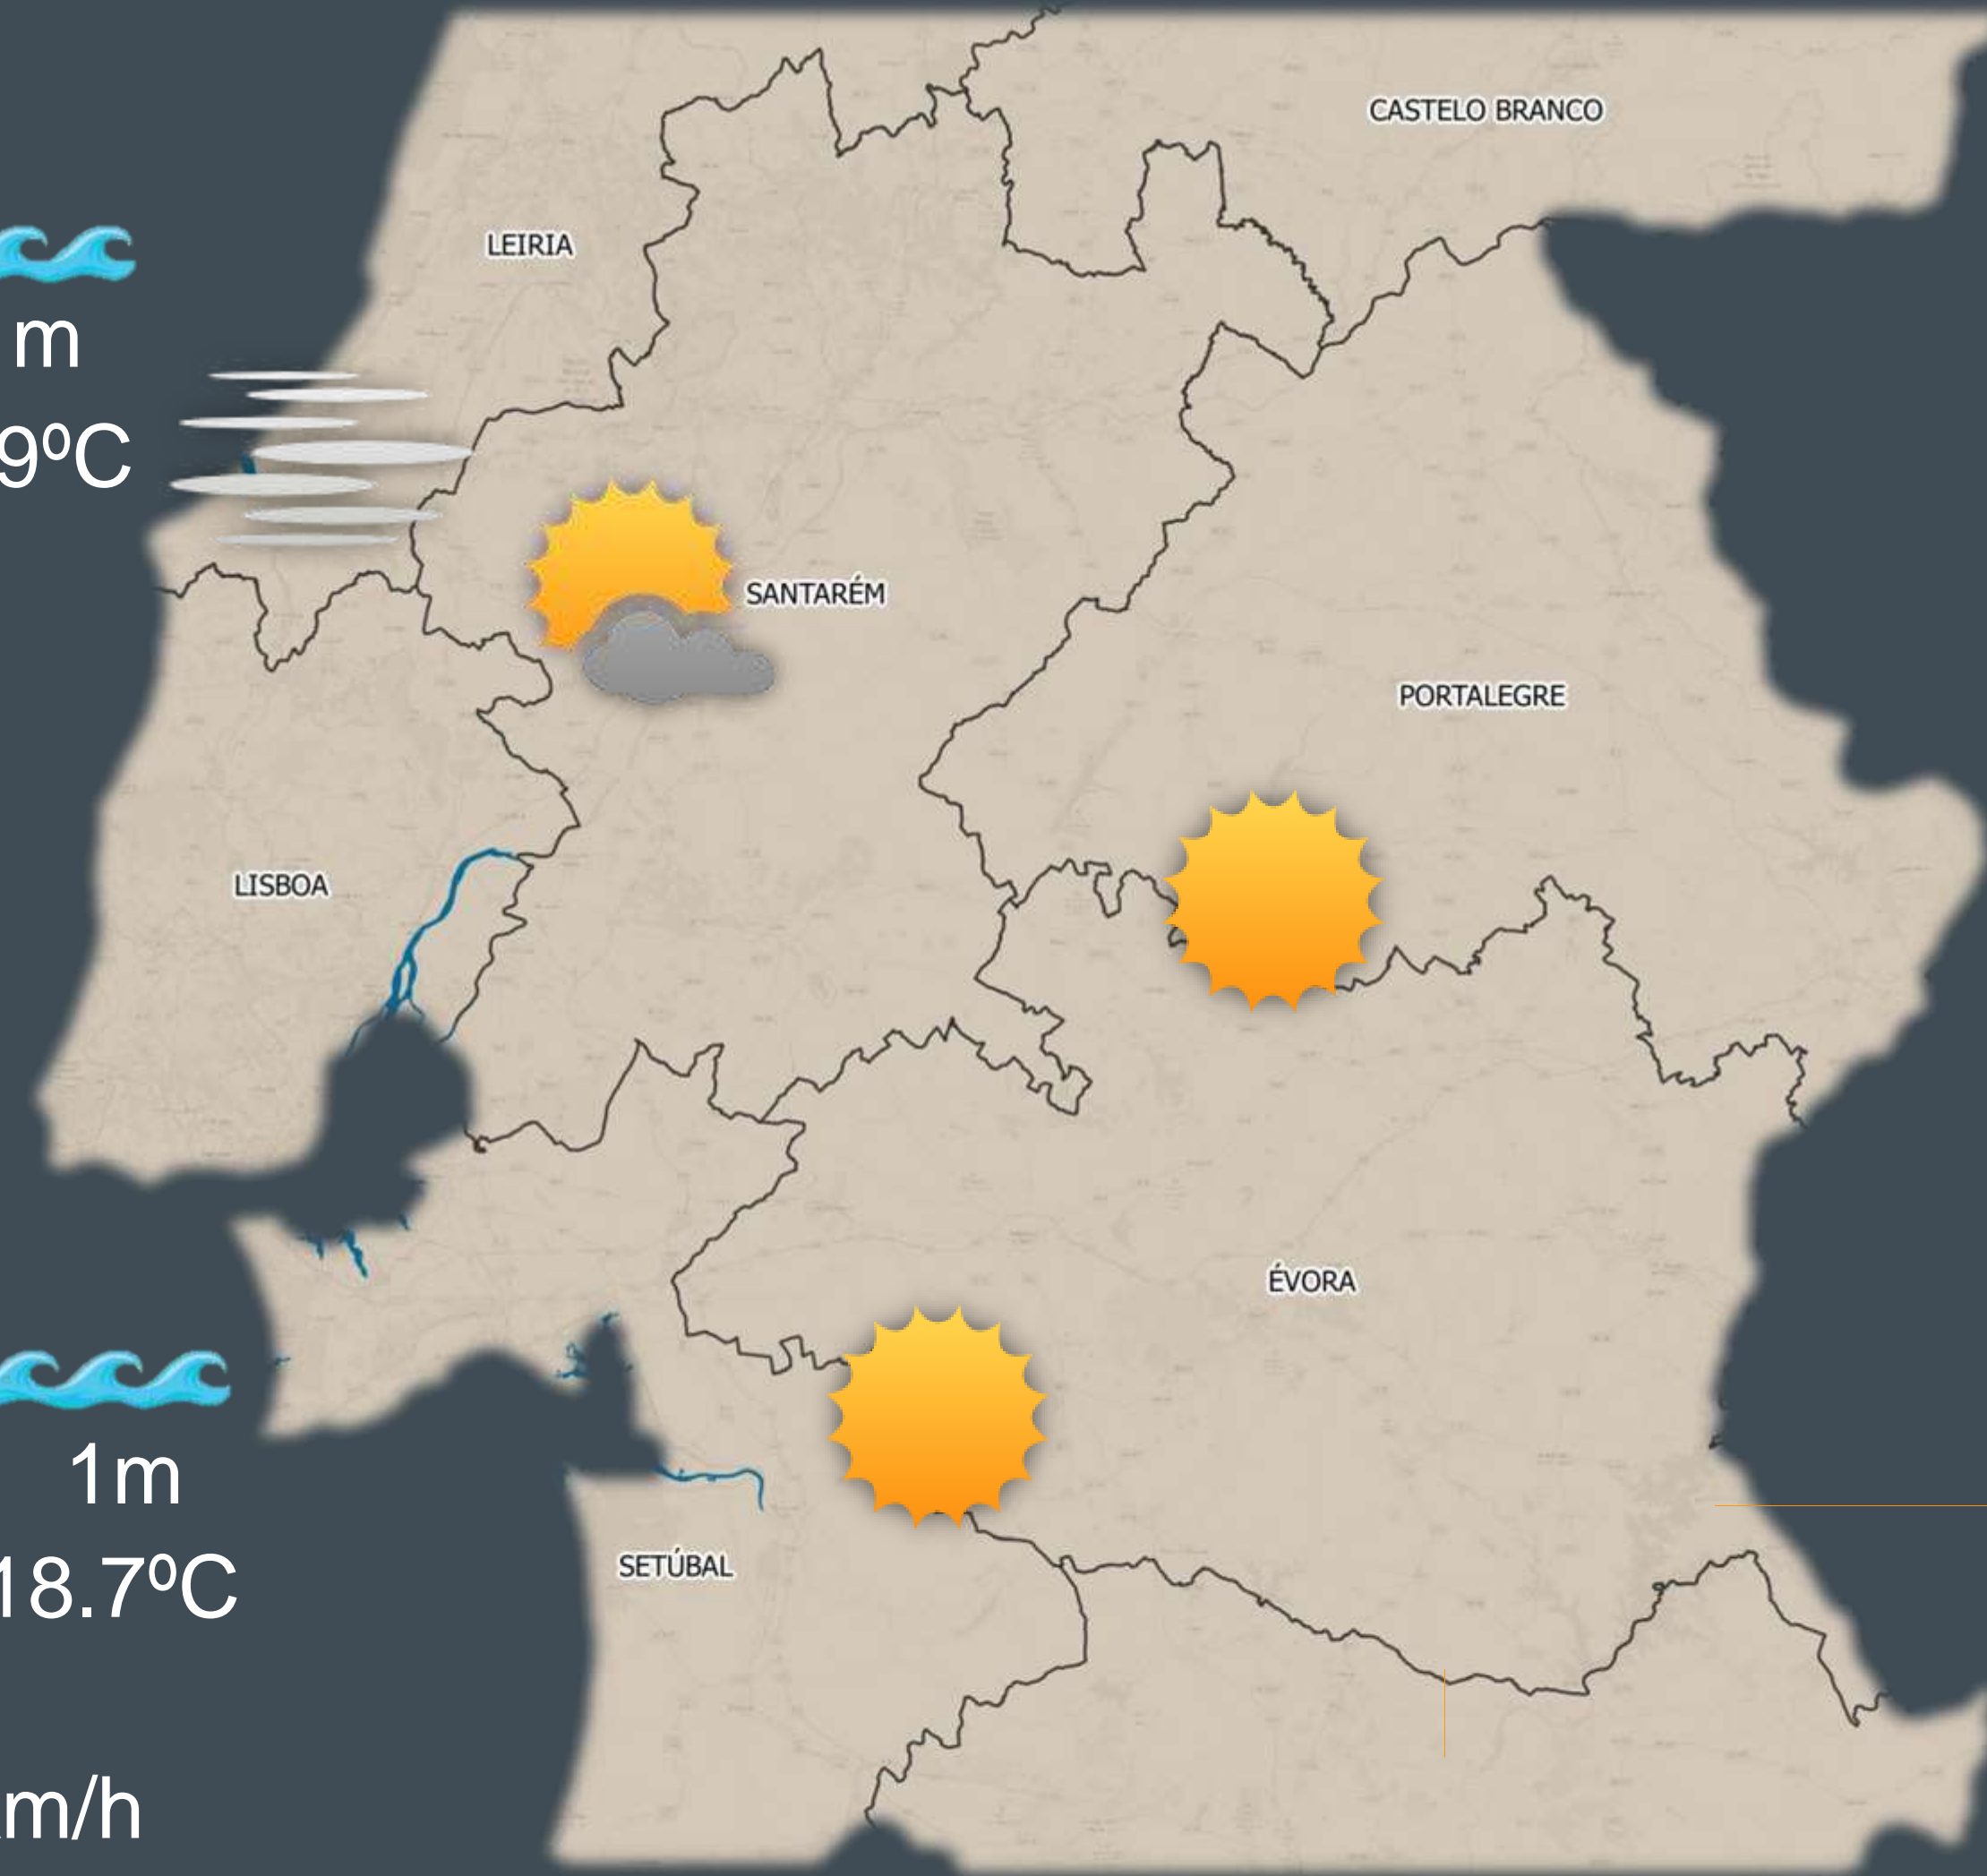 CASTELO BRANCO
LEIRIA
m
9ºC
SANTARÉM
PORTALEGRE
LISBOA
ÉVORA
1m
18.7ºC
SETÚBAL
m/h